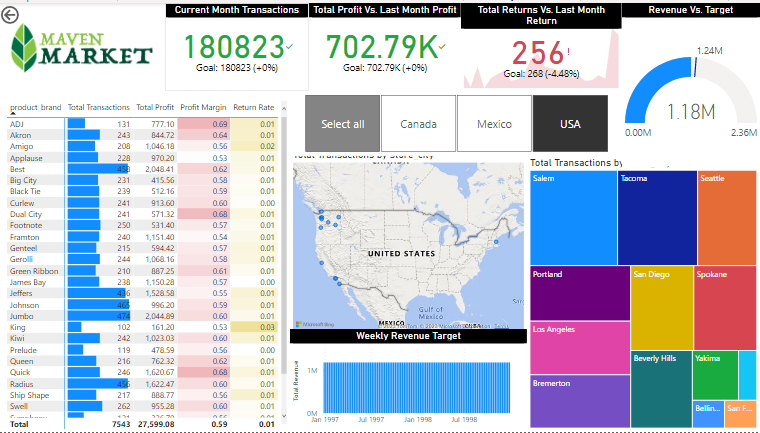 MAVEN
MARKET
Current Month Transactions
180823
Goal: 180823 (+0%)
Total Profit Vs. Last Month Profit
702.79K
Goal: 702.79K (+0%)
Total Returns Vs. Last Month
Return
256!
Goal: 268 (-4.48%)
Revenue Vs. Target
1.24M
1.18M
0.00M
2.36M
product_brand Total Transactions Total Profit Profit Margin Return Rate
ADJ 131 777.10 0.69 0.01
Akron 243 844.72 0.64 0.01
Amigo 208 1,046.18 0.56 0.02
Applause 228 970.20 0.53 0.01
Best 453 2,048.41 0.62 0.01
Big City 231 415.56 0.58 0.01
Black Tie 239 512.16 0.59 0.01
Curlew 241 913.60 0.60 0.00
Dual City 241 571.32 0.68 0.01
Footnote 250 531.40 0.57 0.01
Framton 240 1,151.40 0.54 0.01
Genteel 215 594.42 0.57 0.01
Gerolli 244 1,068.16 0.58 0.01
Green Ribbon 210 887.25 0.61 0.01
James Bay 238 1,150.28 0.57 0.00
Jeffers 436 1,528.58 0.55 0.01
Johnson 465 996.20 0.59 0.01
Jumbo 474 2,044.89 0.60 0.01
King 102 161.20 0.53 0.03
Kiwi 242 1,023.03 0.60 0.01
Prelude 119 478.59 0.56 0.00
Queen 216 762.32 0.62 0.01
Quick 246 1,620.67 0.68 0.01
Radius 456 1,622.47 0.60 0.01
Ship Shape 217 888.77 0.56 0.01
Swell 262 955.28 0.60 0.01
Total 7543 27,599.08 0.59 0.01
Select all
Canada
Mexico
USA
Total Transactions by store_city
UNITED STATES
Gulf of
Mexico
MEXICO
CUBA
Microsoft Bing
Weekly Revenue Target
Total Revenue
1M
0M
Jan 1997 Jul 1997 Jan 1998 Jul 1998
Total Transactions by
Salem
Tacoma
Seattle
Portland
San Diego
Spokane
Los Angeles
Beverly Hills
Yakima
Bremerton
Bellin...
San F...